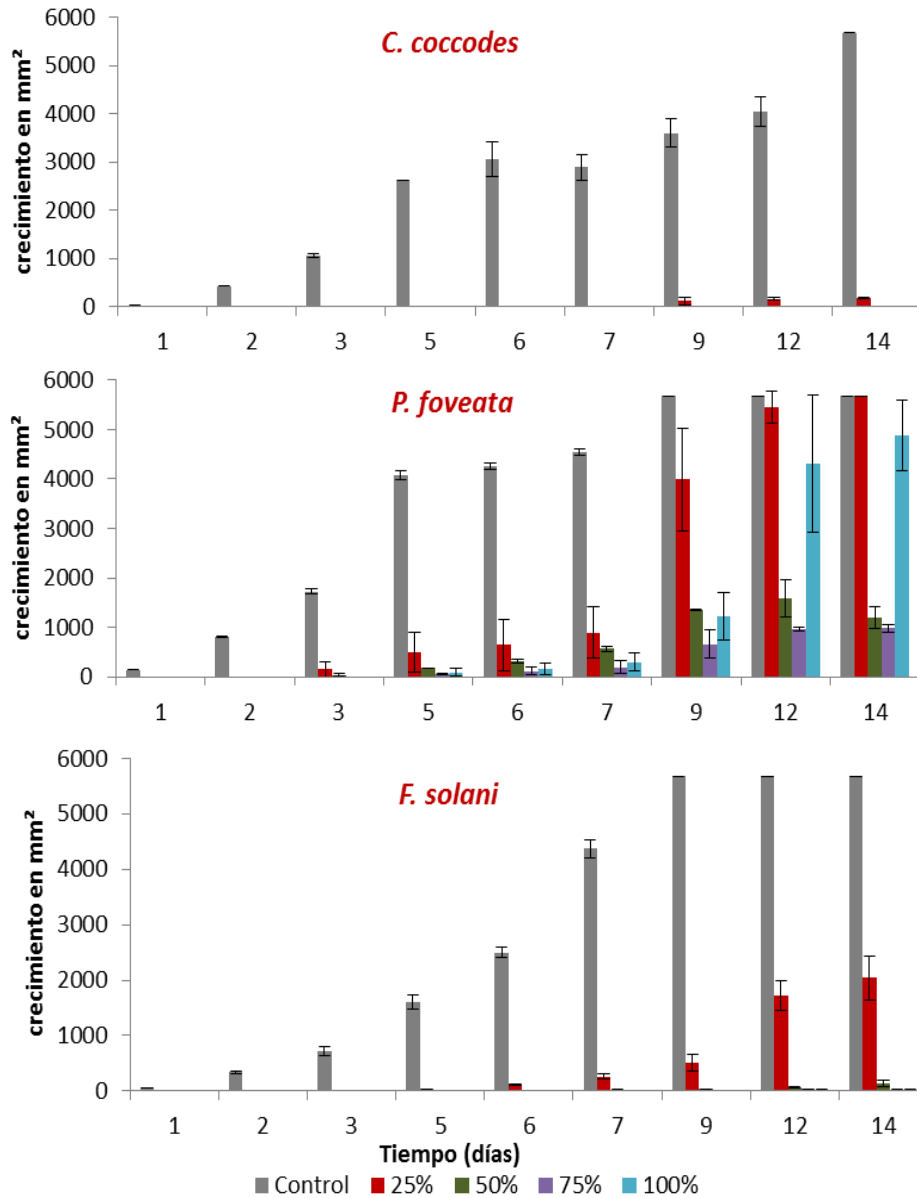 C. coccodes
crecimiento en mm²
6000
5000
4000
3000
2000
1000
0
1 2 3 5 6 7 9 12 14
P. foveata
crecimiento en mm²
6000
5000
4000
3000
2000
1000
0
1 2 3 5 6 7 9 12 14
F. solani
crecimiento en mm²
6000
5000
4000
3000
2000
1000
0
1 2 3 5 6 7 9 12 14
Tiempo (días)
Control 25% 50% 75% 100%